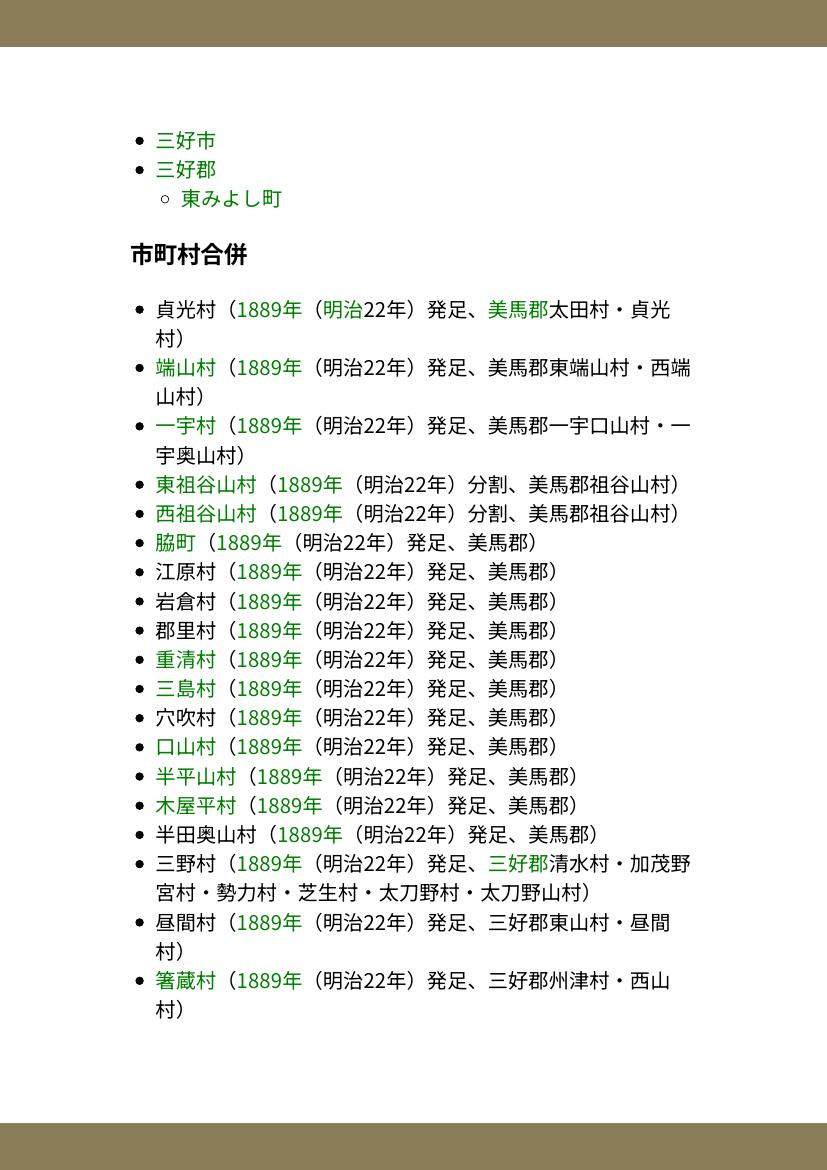 三好市
三好郡
東みよし町
市町村合併
貞光村（1889年（明治22年）発足、美馬郡太田村・貞光
村）
端山村（1889年（明治22年）発足、美馬郡東端山村・西端
山村）
一宇村（1889年（明治22年）発足、美馬郡一宇口山村・一
宇奥山村）
東祖谷山村（1889年（明治22年）分割、美馬郡祖谷山村）
西祖谷山村（1889年（明治22年）分割、美馬郡祖谷山村）
脇町（1889年（明治22年）発足、美馬郡）
江原村（1889年（明治22年）発足、美馬郡）
岩倉村（1889年（明治22年）発足、美馬郡）
郡里村（1889年（明治22年）発足、美馬郡）
重清村（1889年（明治22年）発足、美馬郡）
三島村（1889年（明治22年）発足、美馬郡）
穴吹村（1889年（明治22年）発足、美馬郡）
口山村（1889年（明治22年）発足、美馬郡）
半平山村（1889年（明治22年）発足、美馬郡）
木屋平村（1889年（明治22年）発足、美馬郡）
半田奥山村（1889年（明治22年）発足、美馬郡）
三野村（1889年（明治22年）発足、三好郡清水村・加茂野
宮村・勢力村・芝生村・太刀野村・太刀野山村）
昼間村（1889年（明治22年）発足、三好郡東山村・昼間
村）
箸蔵村（1889年（明治22年）発足、三好郡州津村・西山
村）